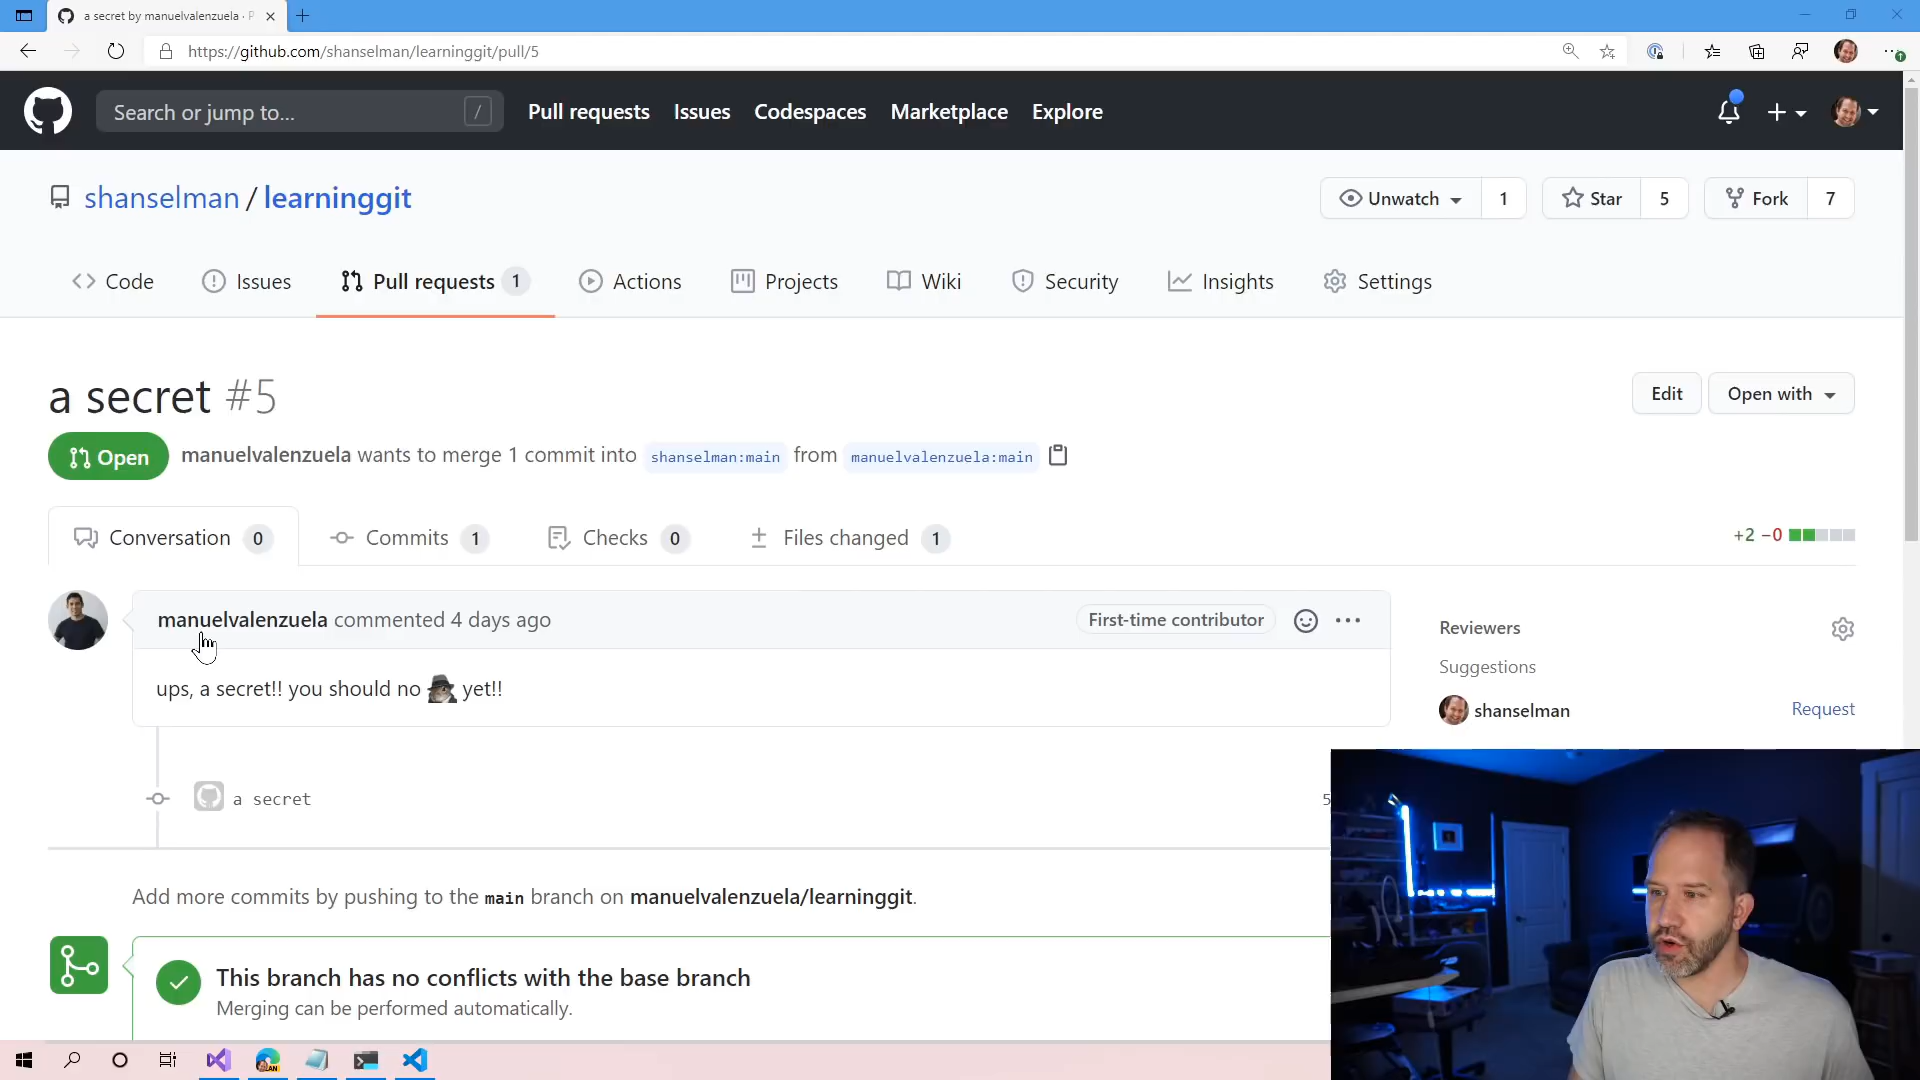 a secret by manuelvalenzuela · P
https://github.com/shanselman/learninggit/pull/5
Search or jump to... /
Pull requests Issues Codespaces Marketplace Explore
shanselman / learninggit
Unwatch 1 Star 5 Fork 7
Code Issues Pull requests 1 Actions Projects Wiki Security Insights Settings
a secret #5
Edit Open with
Open manuelvalenzuela wants to merge 1 commit into shanselman:main from manuelvalenzuela:main
Conversation 0 Commits 1 Checks 0 Files changed 1
+2 −0
manuelvalenzuela commented 4 days ago
First-time contributor
ups, a secret!! you should no yet!!
Reviewers
Suggestions
shanselman Request
a secret 5
Add more commits by pushing to the main branch on manuelvalenzuela/learninggit.
This branch has no conflicts with the base branch
Merging can be performed automatically.